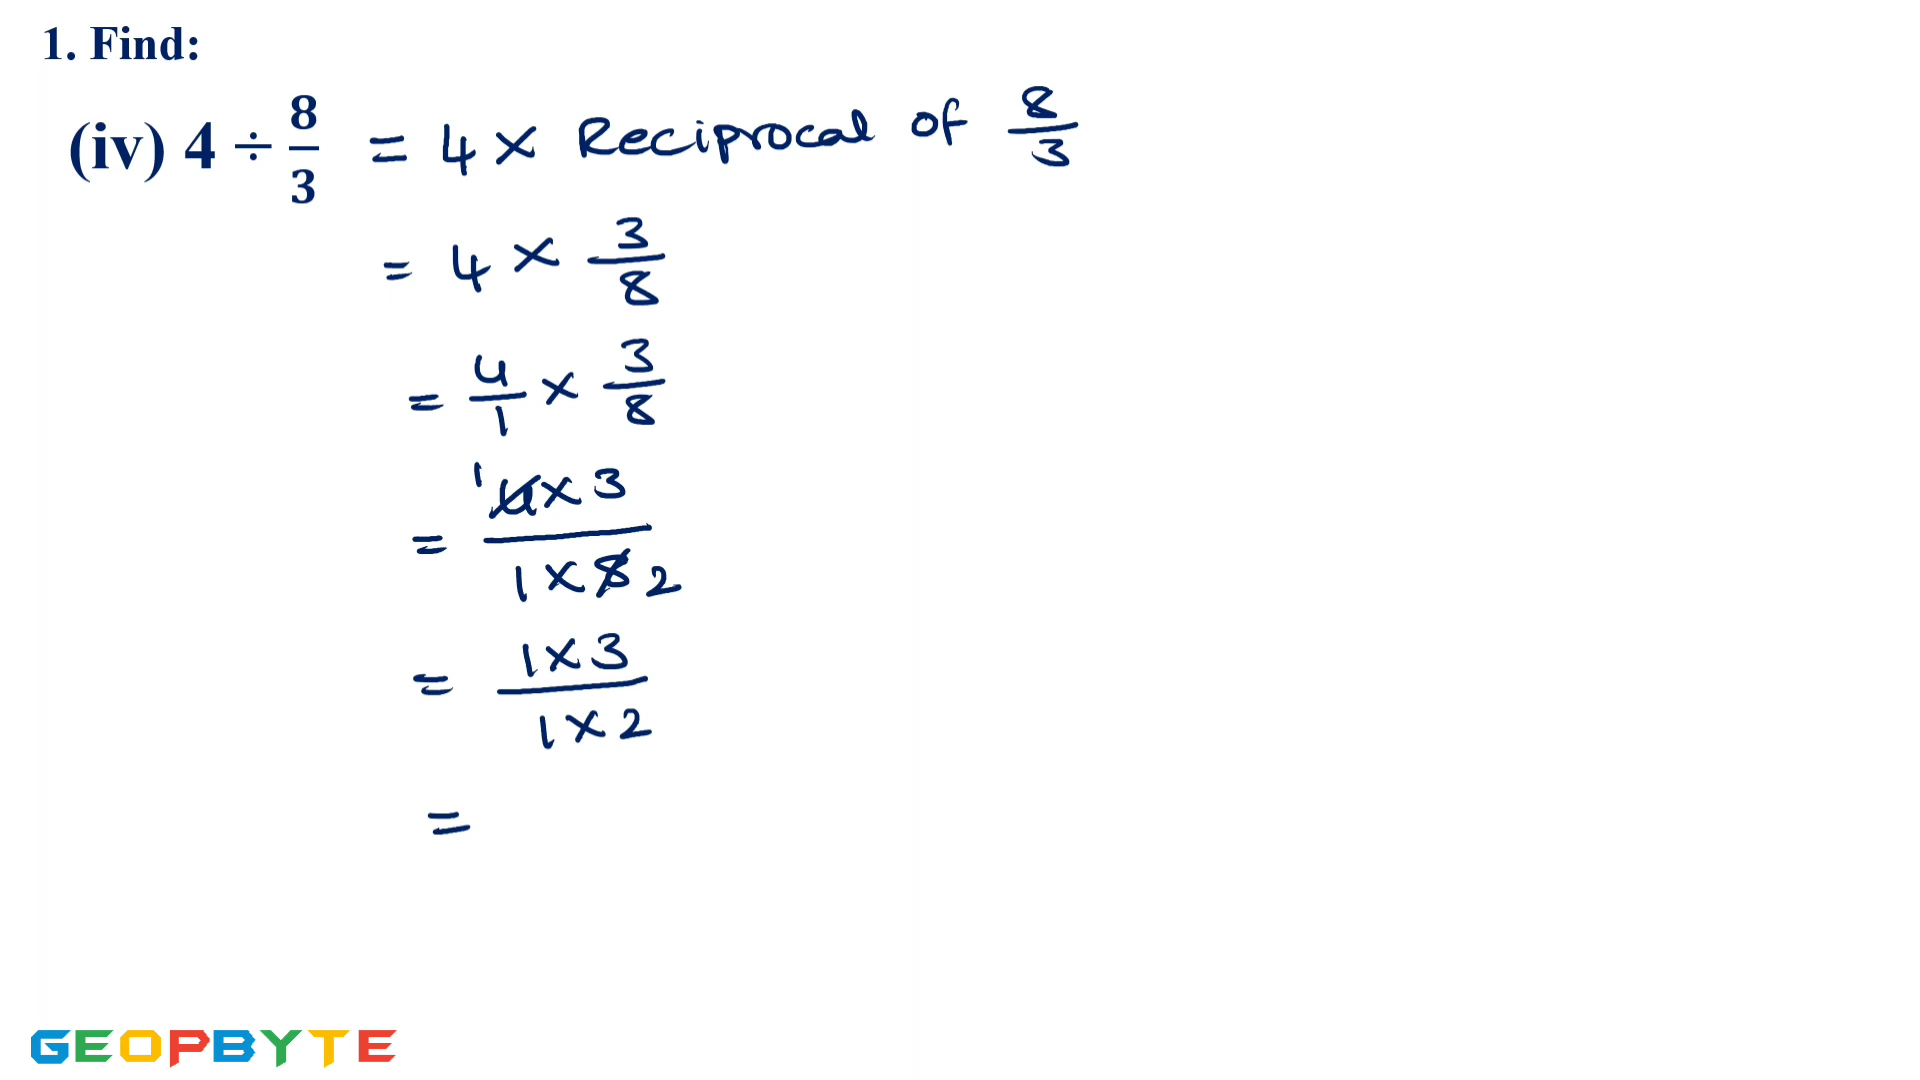 1. Find:
(iv) 4 ÷ 8/3 = 4 × Reciprocal of 8/3
= 4 × 3/8
= 4/1 × 3/8
= 1 4×3 / 1×8 2
= 1×3 / 1×2
=
GEOPBYTE